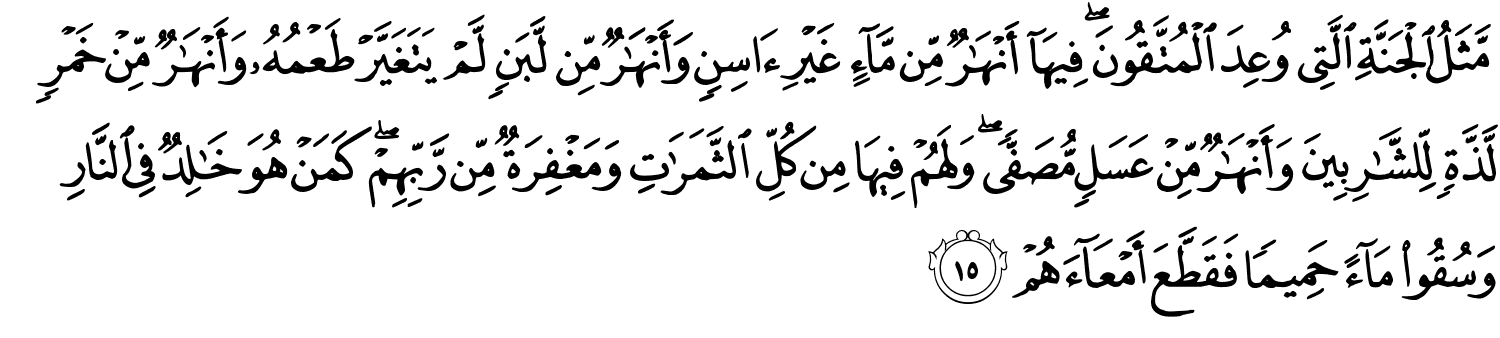 مَّثَلُ ٱلْجَنَّةِ ٱلَّتِى وُعِدَ ٱلْمُتَّقُونَ ۖ فِيهَآ أَنْهَـٰرٌ مِّن مَّآءٍ غَيْرِ ءَاسِنٍ وَأَنْهَـٰرٌ مِّن لَّبَنٍ لَّمْ يَتَغَيَّرْ طَعْمُهُۥ وَأَنْهَـٰرٌ مِّنْ خَمْرٍ
لَّذَّةٍ لِّلشَّـٰرِبِينَ وَأَنْهَـٰرٌ مِّنْ عَسَلٍ مُّصَفًّى ۖ وَلَهُمْ فِيهَا مِن كُلِّ ٱلثَّمَرَٰتِ وَمَغْفِرَةٌ مِّن رَّبِّهِمْ ۖ كَمَنْ هُوَ خَـٰلِدٌ فِى ٱلنَّارِ
وَسُقُوا۟ مَآءً حَمِيمًا فَقَطَّعَ أَمْعَآءَهُمْ ١٥